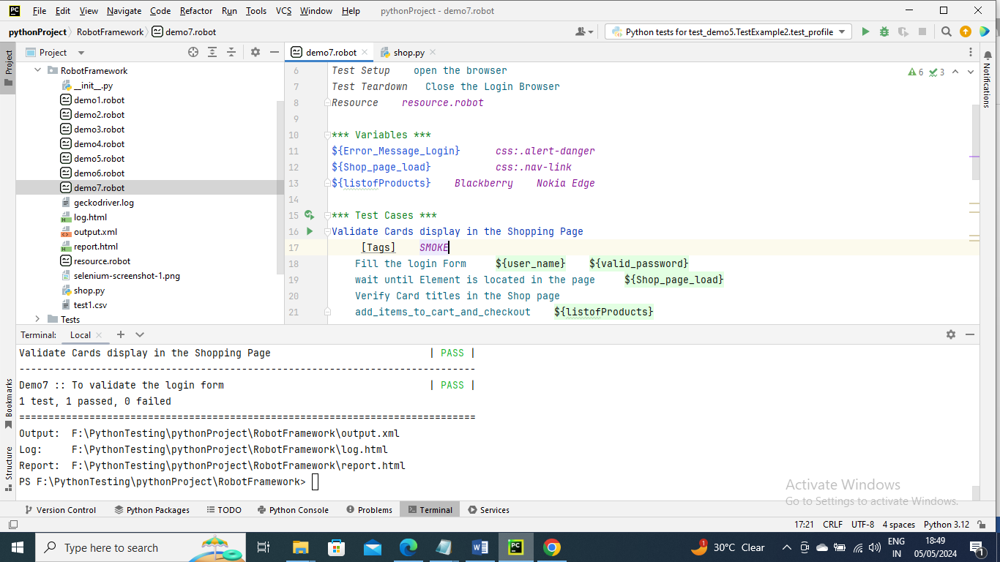 File Edit View Navigate Code Refactor Run Tools VCS Window Help pythonProject - demo7.robot
pythonProject RobotFramework demo7.robot Python tests for test_demo5.TestExample2.test_profile
Project
Project
demo7.robot shop.py
Notifications
RobotFramework
__init__.py
demo1.robot
demo2.robot
demo3.robot
demo4.robot
demo5.robot
demo6.robot
demo7.robot
geckodriver.log
log.html
output.xml
report.html
resource.robot
selenium-screenshot-1.png
shop.py
test1.csv
Tests
6 3
6 Test Setup open the browser
7 Test Teardown Close the Login Browser
8 Resource resource.robot
9
10 *** Variables ***
11 ${Error_Message_Login} css:.alert-danger
12 ${Shop_page_load} css:.nav-link
13 ${listofProducts} Blackberry Nokia Edge
14
15 *** Test Cases ***
16 Validate Cards display in the Shopping Page
17 [Tags] SMOKE
18 Fill the login Form ${user_name} ${valid_password}
19 wait until Element is located in the page ${Shop_page_load}
20 Verify Card titles in the Shop page
21 add_items_to_cart_and_checkout ${listofProducts}
Terminal: Local
Validate Cards display in the Shopping Page | PASS |
------------------------------------------------------------------------------
Demo7 :: To validate the login form | PASS |
1 test, 1 passed, 0 failed
==============================================================================
Output: F:\PythonTesting\pythonProject\RobotFramework\output.xml
Log: F:\PythonTesting\pythonProject\RobotFramework\log.html
Report: F:\PythonTesting\pythonProject\RobotFramework\report.html
PS F:\PythonTesting\pythonProject\RobotFramework>
Bookmarks
Structure
Activate Windows
Go to Settings to activate Windows.
Version Control Python Packages TODO Python Console Problems Terminal Services
17:21 CRLF UTF-8 4 spaces Python 3.12
Type here to search
30°C Clear
ENG
IN
18:49
05/05/2024
1